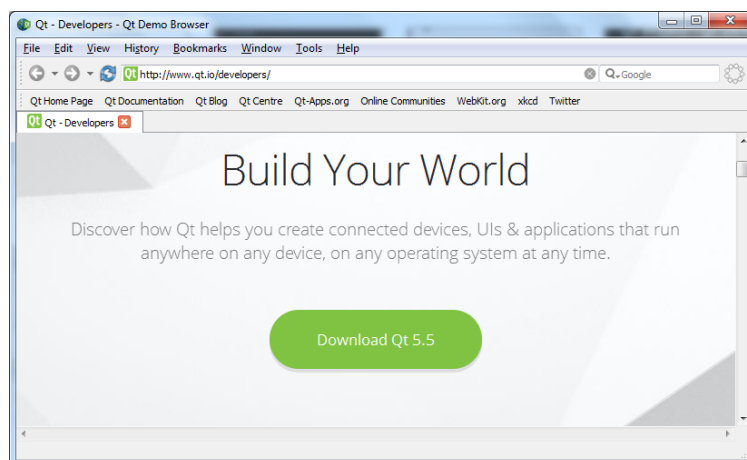 Qt - Developers - Qt Demo Browser
File Edit View History Bookmarks Window Tools Help
Qt http://www.qt.io/developers/ Google
Qt Home Page Qt Documentation Qt Blog Qt Centre Qt-Apps.org Online Communities WebKit.org xkcd Twitter
Qt Qt - Developers
Build Your World
Discover how Qt helps you create connected devices, UIs & applications that run
anywhere on any device, on any operating system at any time.
Download Qt 5.5